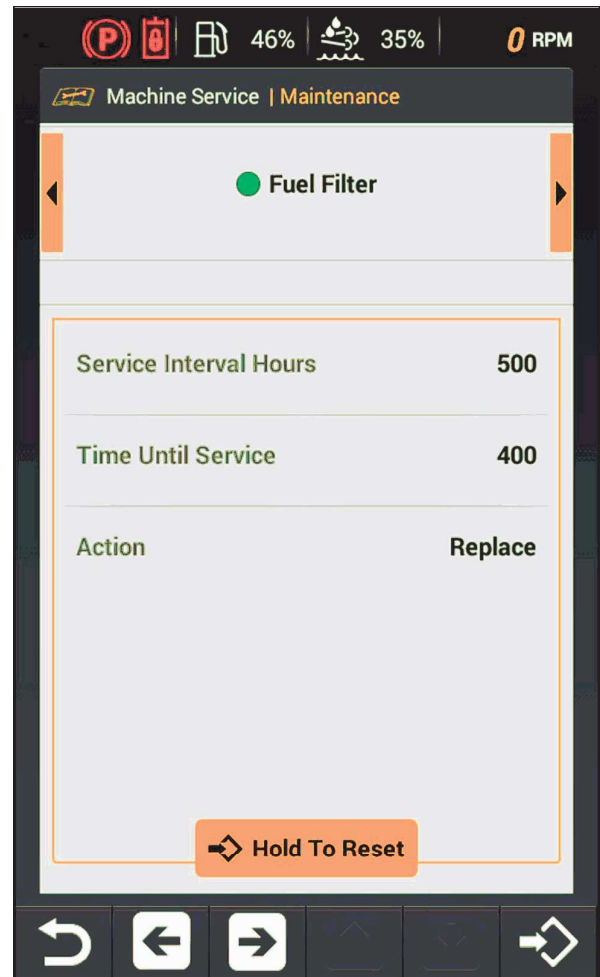 P 46% 35% 0 RPM
Machine Service | Maintenance
Fuel Filter
Service Interval Hours 500
Time Until Service 400
Action Replace
Hold To Reset